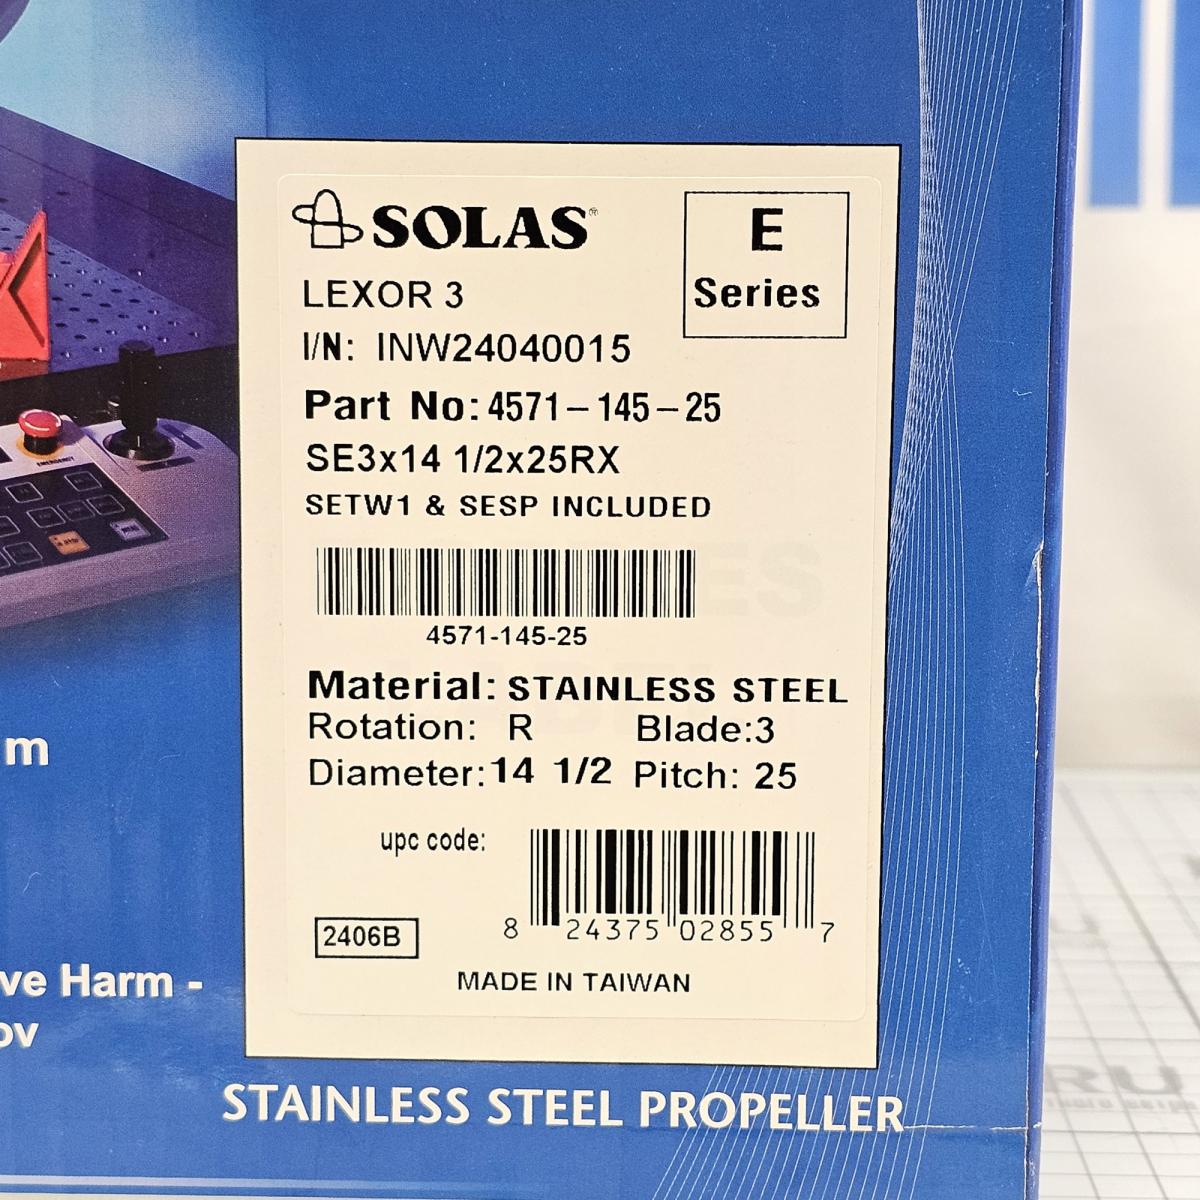 SOLAS®
E
Series
LEXOR 3
I/N: INW24040015
Part No: 4571-145-25
SE3x14 1/2x25RX
SETW1 & SESP INCLUDED
4571-145-25
Material: STAINLESS STEEL
Rotation: R Blade:3
Diameter:14 1/2 Pitch: 25
upc code:
8 24375 02855 7
2406B
MADE IN TAIWAN
m
ve Harm -
ov
STAINLESS STEEL PROPELLER
EMERGENCY
RU